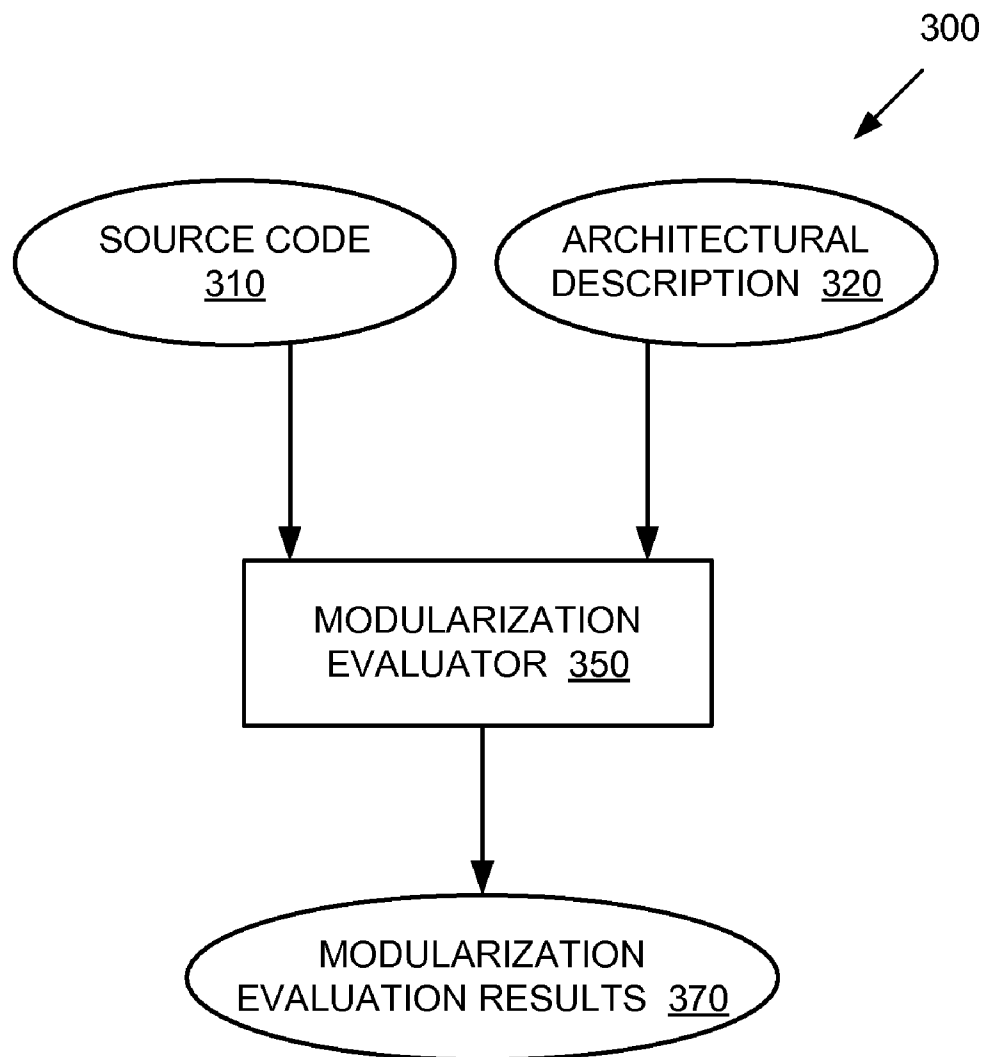 300
SOURCE CODE
310
ARCHITECTURAL
DESCRIPTION 320
MODULARIZATION
EVALUATOR 350
MODULARIZATION
EVALUATION RESULTS 370